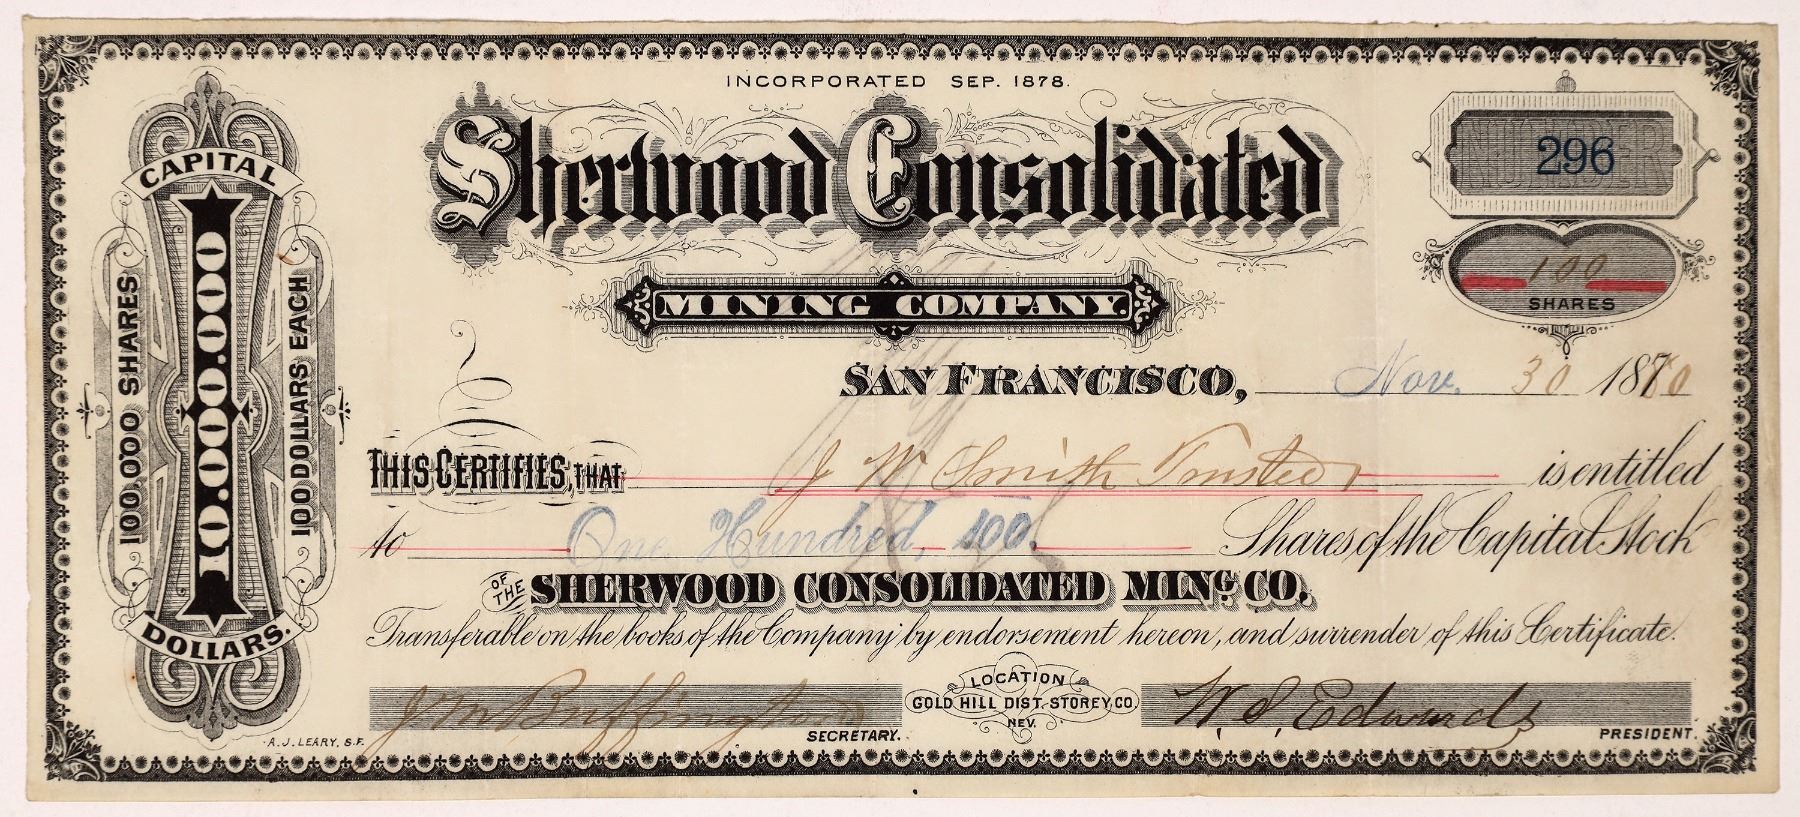 INCORPORATED SEP. 1878.
Sherwood Consolidated
MINING COMPANY.
NUMBER
296
100
SHARES
CAPITAL
1,000,000 SHARES
10,000,000
100 DOLLARS EACH
DOLLARS.
SAN FRANCISCO, Nov. 30 1880
THIS CERTIFIES, THAT J W Smith Trustee is entitled
to One Hundred, 100. Shares of the Capital Stock
OF THE SHERWOOD CONSOLIDATED MING. CO.
Transferable on the books of the Company by endorsement hereon, and surrender of this Certificate.
J M Buffington
SECRETARY.
LOCATION
GOLD HILL DIST. STOREY CO.
NEV.
W. S. Edwards
PRESIDENT.
A. J. LEARY, S.F.